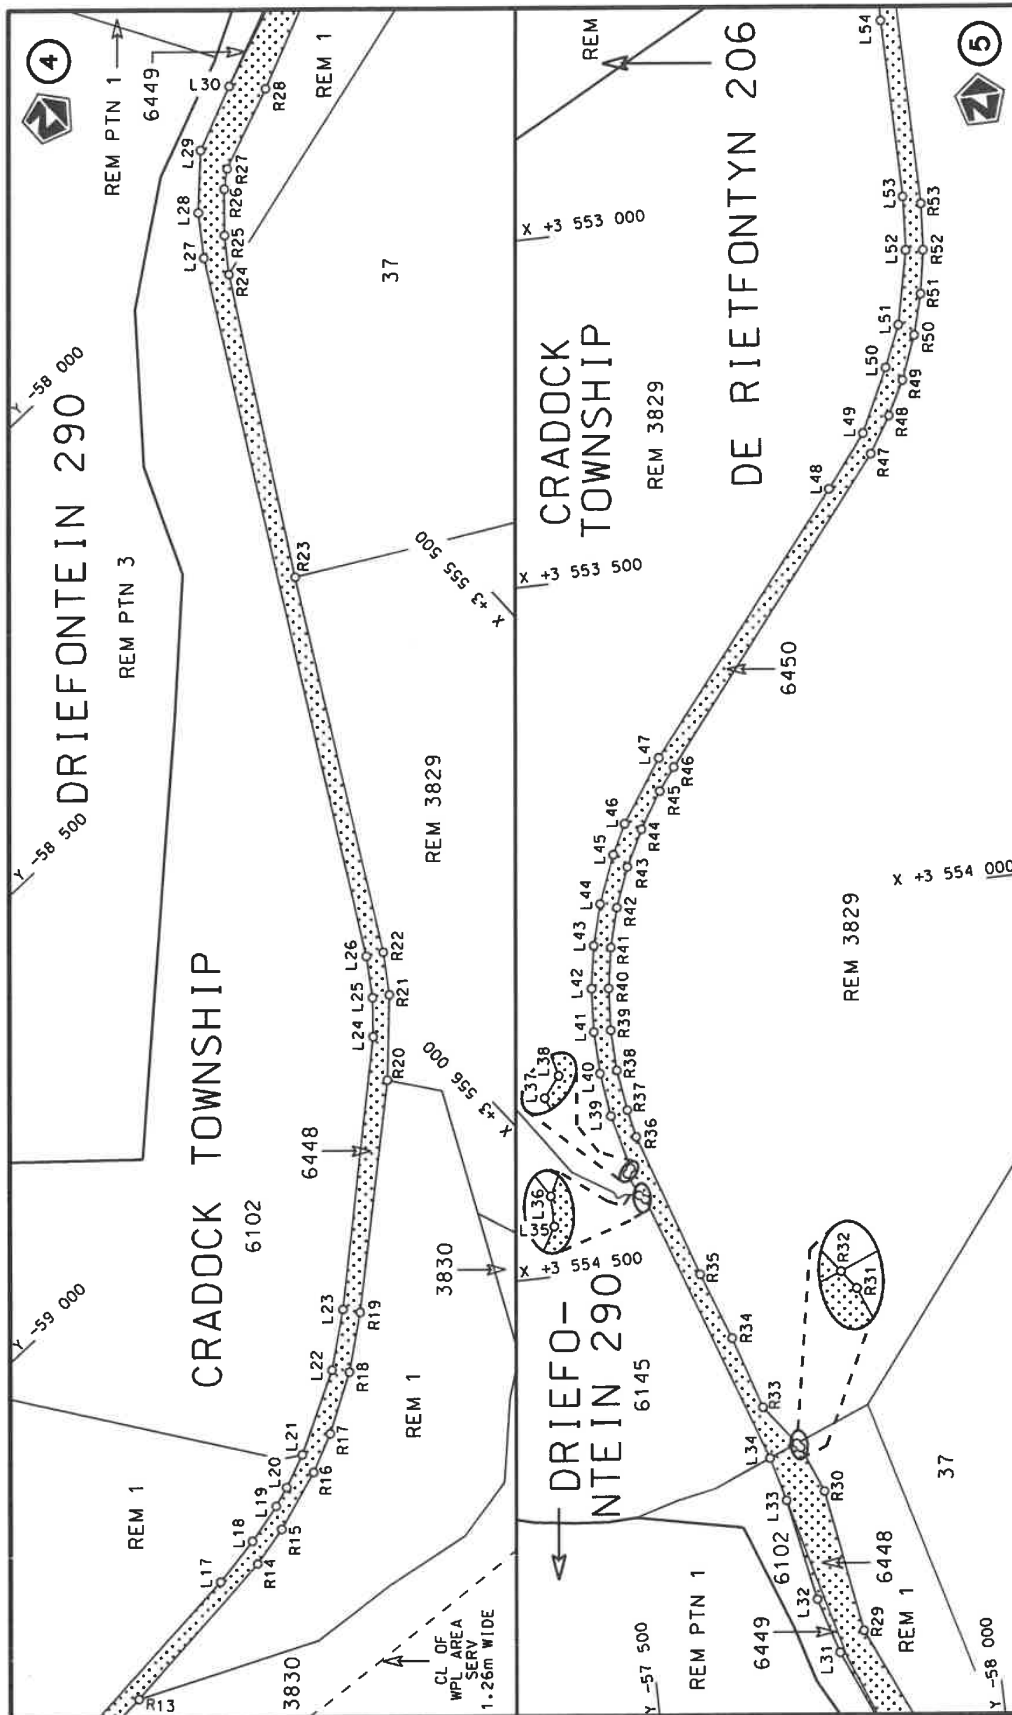 4
REM PTN 1
6449
L30
L29
L28
L27
R28
REM 1
R27
R26
R25
R24
37
Y -58 000
DRIEFONTEIN 290
REM PTN 3
R23
X +3 555 500
Y -58 500
REM 3829
L26
L25
L24
R22
R21
R20
CRADOCK TOWNSHIP
6102
6448
X +3 556 000
3830
Y -59 000
L23
L22
L21
L20
L19
L18
L17
R19
R18
R17
R16
R15
R14
R13
REM 1
REM 1
3830
CL OF
WPL AREA
SERV
1.26m WIDE
5
REM
L54
DE RIETFONTYN 206
X +3 553 000
L53
L52
L51
L50
L49
L48
R53
R52
R51
R50
R49
R48
R47
CRADOCK
TOWNSHIP
REM 3829
X +3 553 500
6450
L47
L46
L45
L44
L43
L42
L41
L40
L39
L38
L37
L36
L35
R46
R45
R44
R43
R42
R41
R40
R39
R38
R37
R36
R35
R34
R33
X +3 554 000
REM 3829
X +3 554 500
DRIEFO-
NTEIN 290
6145
R32
R31
L34
L33
L32
L31
R30
R29
6102
6448
6449
REM PTN 1
REM 1
37
Y -57 500
Y -58 000